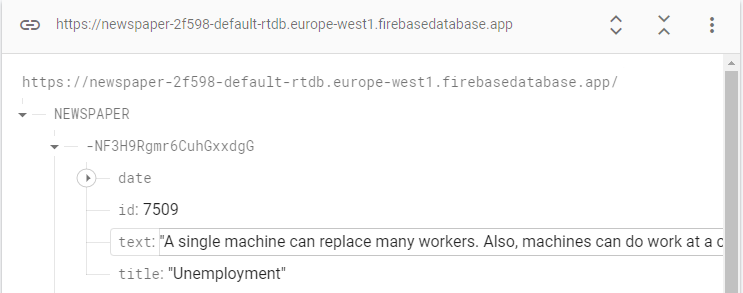 https://newspaper-2f598-default-rtdb.europe-west1.firebasedatabase.app
https://newspaper-2f598-default-rtdb.europe-west1.firebasedatabase.app/
NEWSPAPER
-NF3H9Rgmr6CuhGxxdgG
date
id: 7509
text: "A single machine can replace many workers. Also, machines can do work at a c
title: "Unemployment"